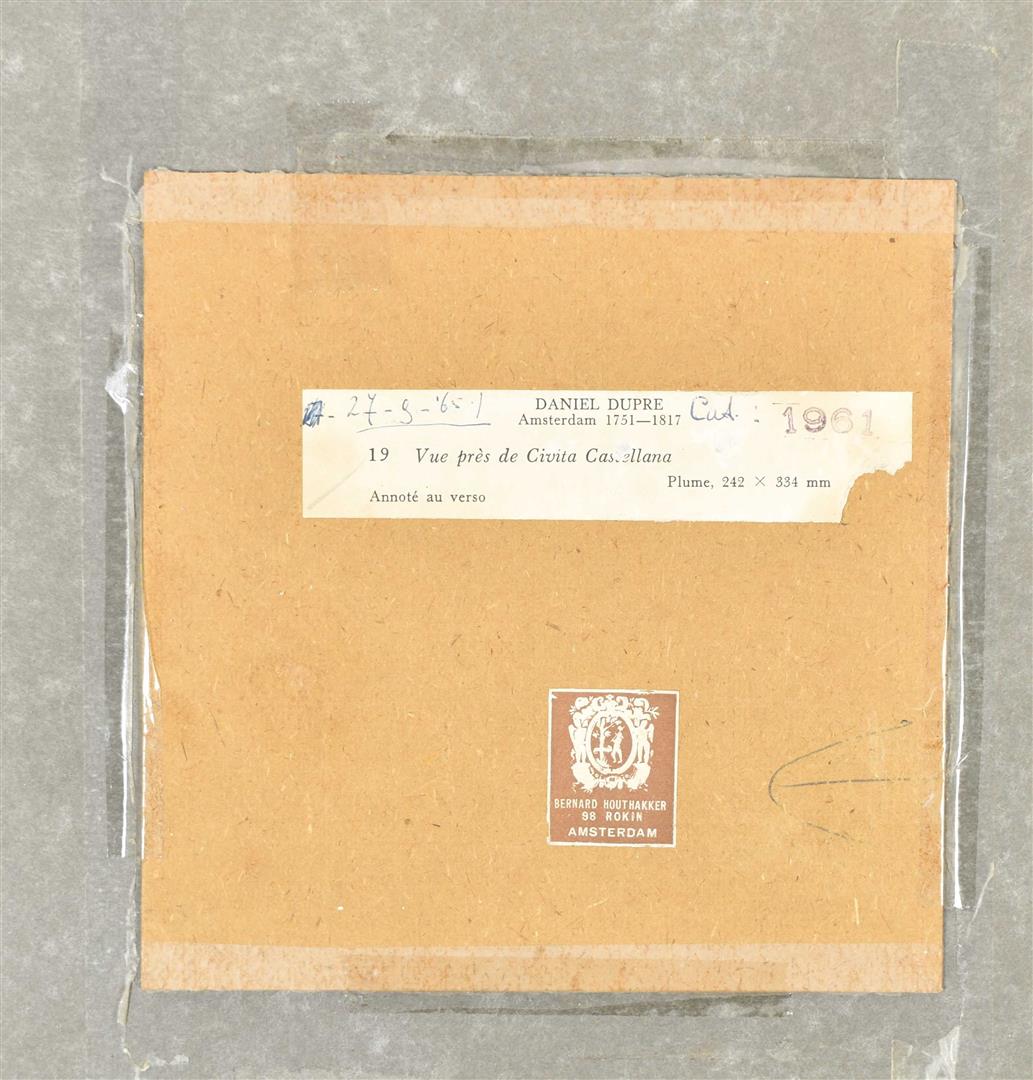 27-9-'65
DANIEL DUPRE
Amsterdam 1751—1817
Cat. : 1961
19 Vue près de Civita Castellana
Plume, 242 × 334 mm
Annoté au verso
BERNARD HOUTHAKKER
98 ROKIN
AMSTERDAM